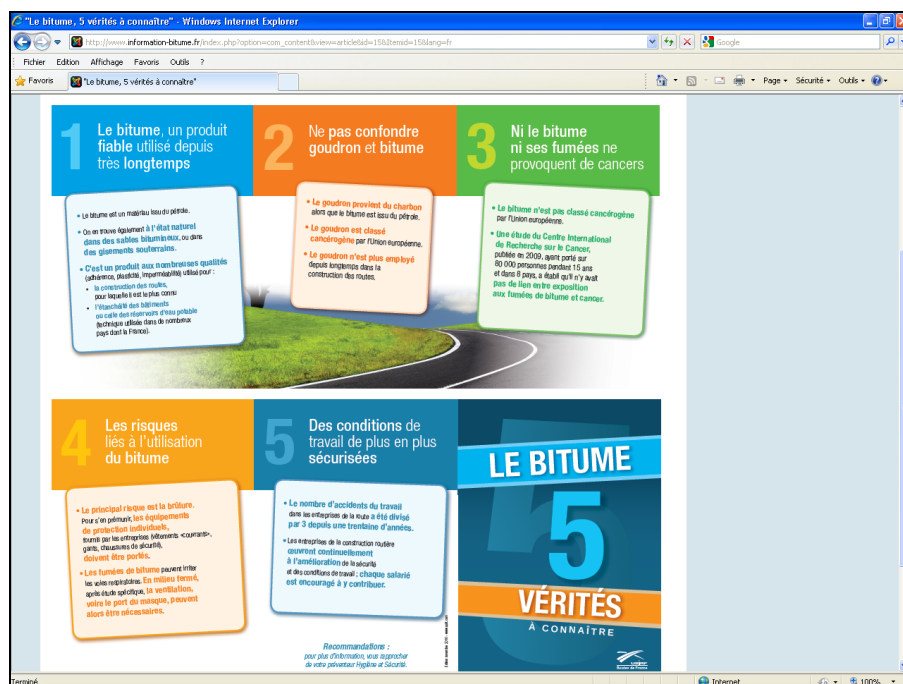 "Le bitume, 5 vérités à connaître" - Windows Internet Explorer
http://www.information-bitume.fr/index.php?option=com_content&view=article&id=15&Itemid=15&lang=fr
Google
Fichier Edition Affichage Favoris Outils ?
Favoris
"Le bitume, 5 vérités à connaître"
Page Sécurité Outils
1
Le bitume, un produit
fiable utilisé depuis
très longtemps
• Le bitume est un matériau issu du pétrole.
• On en trouve également à l'état naturel
dans des sables bitumineux, ou dans
des gisements souterrains.
• C'est un produit aux nombreuses qualités
(adhérence, plasticité, imperméabilité) utilisé pour :
• la construction des routes,
pour laquelle il est le plus connu
• l'étanchéité des bâtiments
ou celle des réservoirs d'eau potable
(technique utilisée dans de nombreux
pays dont la France).
2
Ne pas confondre
goudron et bitume
• Le goudron provient du charbon
alors que le bitume est issu du pétrole.
• Le goudron est classé
cancérogène par l'Union européenne.
• Le goudron n'est plus employé
depuis longtemps dans la
construction des routes.
3
Ni le bitume
ni ses fumées ne
provoquent de cancers
• Le bitume n'est pas classé cancérogène
par l'Union européenne.
• Une étude du Centre International
de Recherche sur le Cancer,
publiée en 2009, ayant porté sur
80 000 personnes pendant 15 ans
et dans 8 pays, a établi qu'il n'y avait
pas de lien entre exposition
aux fumées de bitume et cancer.
4
Les risques
liés à l'utilisation
du bitume
• Le principal risque est la brûlure.
Pour s'en prémunir, les équipements
de protection individuels,
fournis par les entreprises (vêtements «couvrants»,
gants, chaussures de sécurité),
doivent être portés.
• Les fumées de bitume peuvent irriter
les voies respiratoires. En milieu fermé,
après étude spécifique, la ventilation,
voire le port du masque, peuvent
alors être nécessaires.
5
Des conditions de
travail de plus en plus
sécurisées
• Le nombre d'accidents du travail
dans les entreprises de la route a été divisé
par 3 depuis une trentaine d'années.
• Les entreprises de la construction routière
œuvrent continuellement
à l'amélioration de la sécurité
et des conditions de travail ; chaque salarié
est encouragé à y contribuer.
Recommandations :
pour plus d'information, vous rapprocher
de votre préventeur Hygiène et Sécurité.
LE BITUME
5
VÉRITÉS
À CONNAÎTRE
Terminé
Internet
100%